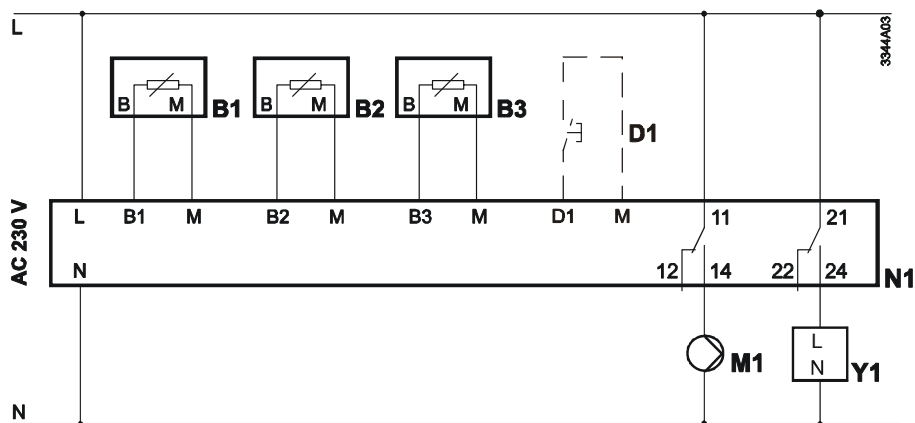 L
3344A03
B M B1
B M B2
B M B3
D1
AC 230 V
L B1 M B2 M B3 M D1 M 11 21
N 12 14 22 24 N1
M1
L
N
Y1
N